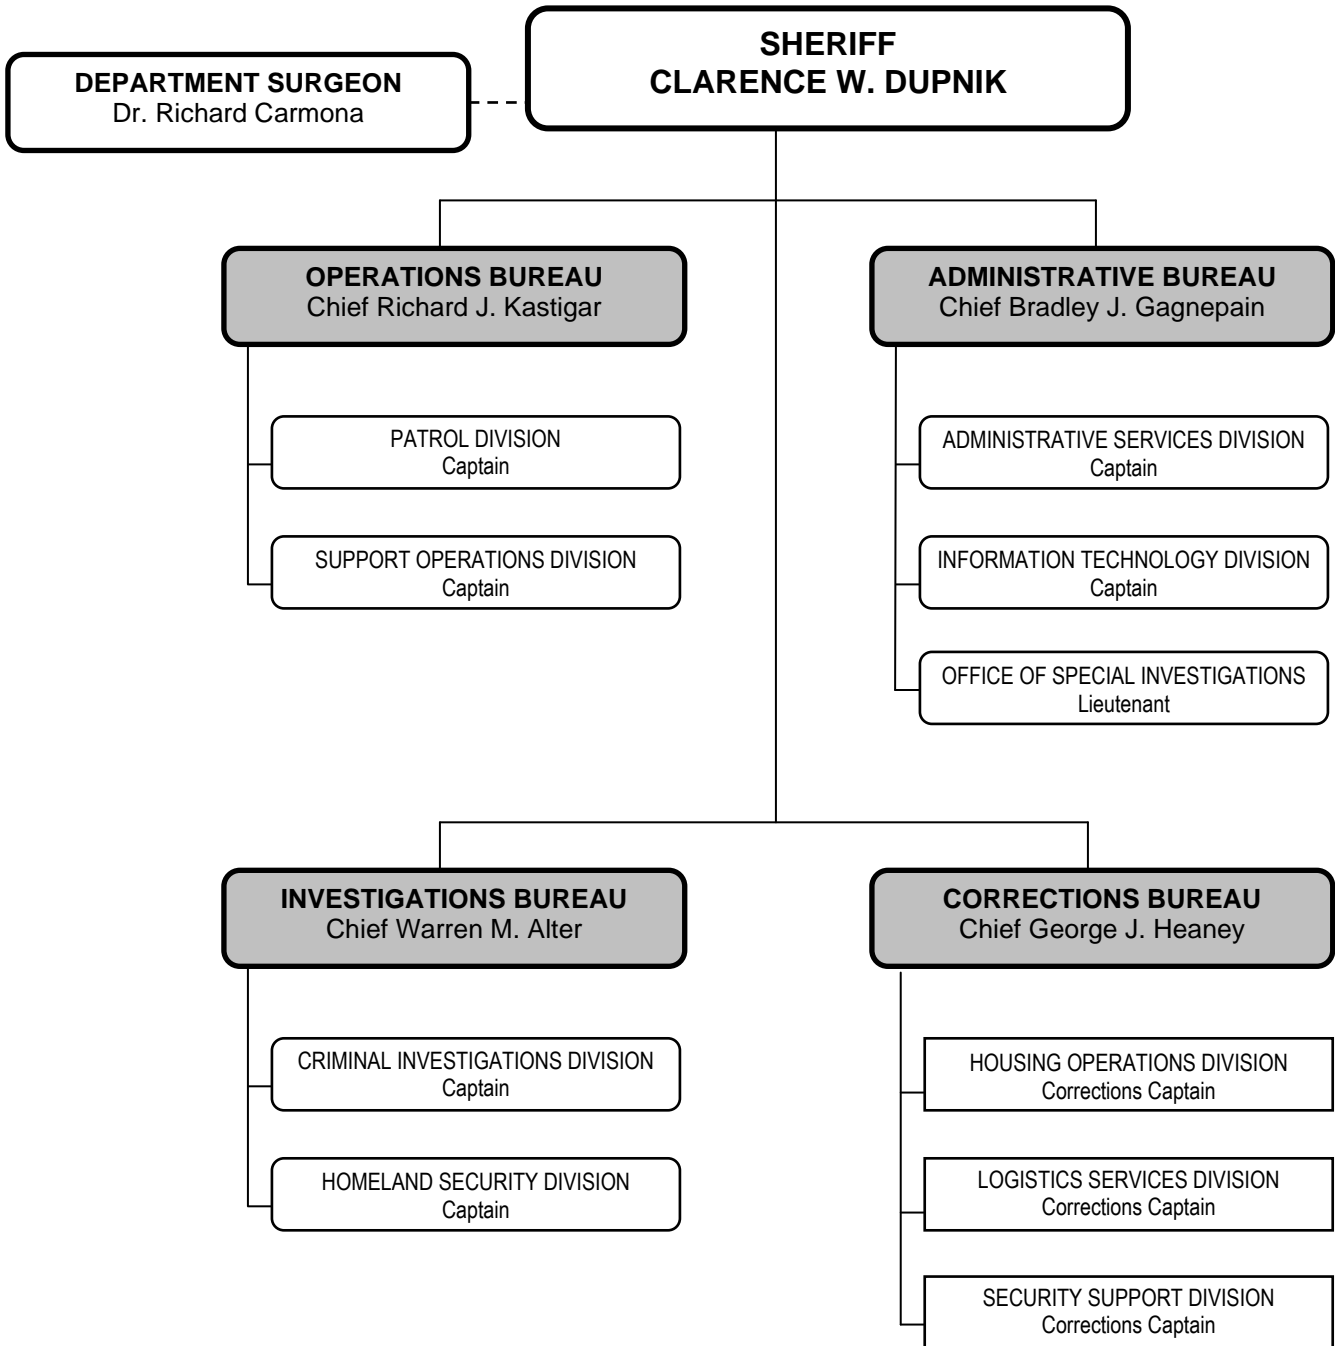 SHERIFF
CLARENCE W. DUPNIK
DEPARTMENT SURGEON
Dr. Richard Carmona
OPERATIONS BUREAU
Chief Richard J. Kastigar
PATROL DIVISION
Captain
SUPPORT OPERATIONS DIVISION
Captain
ADMINISTRATIVE BUREAU
Chief Bradley J. Gagnepain
ADMINISTRATIVE SERVICES DIVISION
Captain
INFORMATION TECHNOLOGY DIVISION
Captain
OFFICE OF SPECIAL INVESTIGATIONS
Lieutenant
INVESTIGATIONS BUREAU
Chief Warren M. Alter
CRIMINAL INVESTIGATIONS DIVISION
Captain
HOMELAND SECURITY DIVISION
Captain
CORRECTIONS BUREAU
Chief George J. Heaney
HOUSING OPERATIONS DIVISION
Corrections Captain
LOGISTICS SERVICES DIVISION
Corrections Captain
SECURITY SUPPORT DIVISION
Corrections Captain